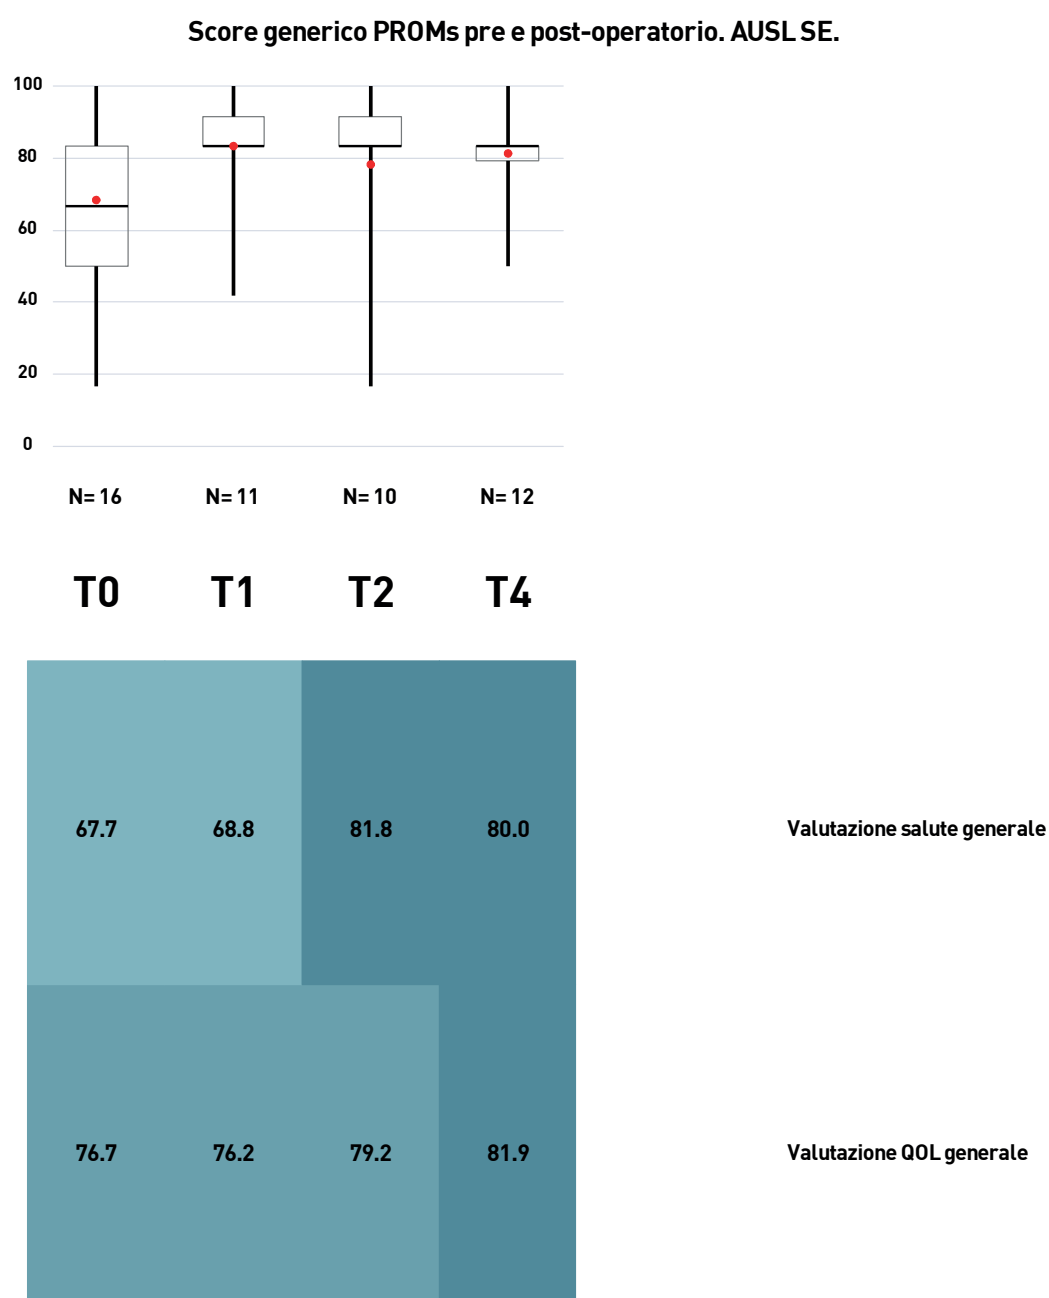 Score generico PROMs pre e post-operatorio. AUSL SE.
100
80
60
40
20
0
N= 16 N= 11 N= 10 N= 12
T0 T1 T2 T4
67.7 68.8 81.8 80.0 Valutazione salute generale
76.7 76.2 79.2 81.9 Valutazione QOL generale